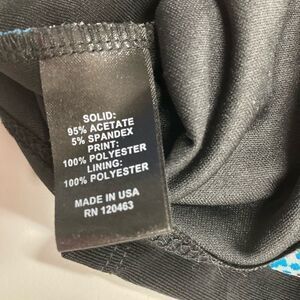 SOLID:
95% ACETATE
5% SPANDEX
PRINT:
100% POLYESTER
LINING:
100% POLYESTER
MADE IN USA
RN 120463